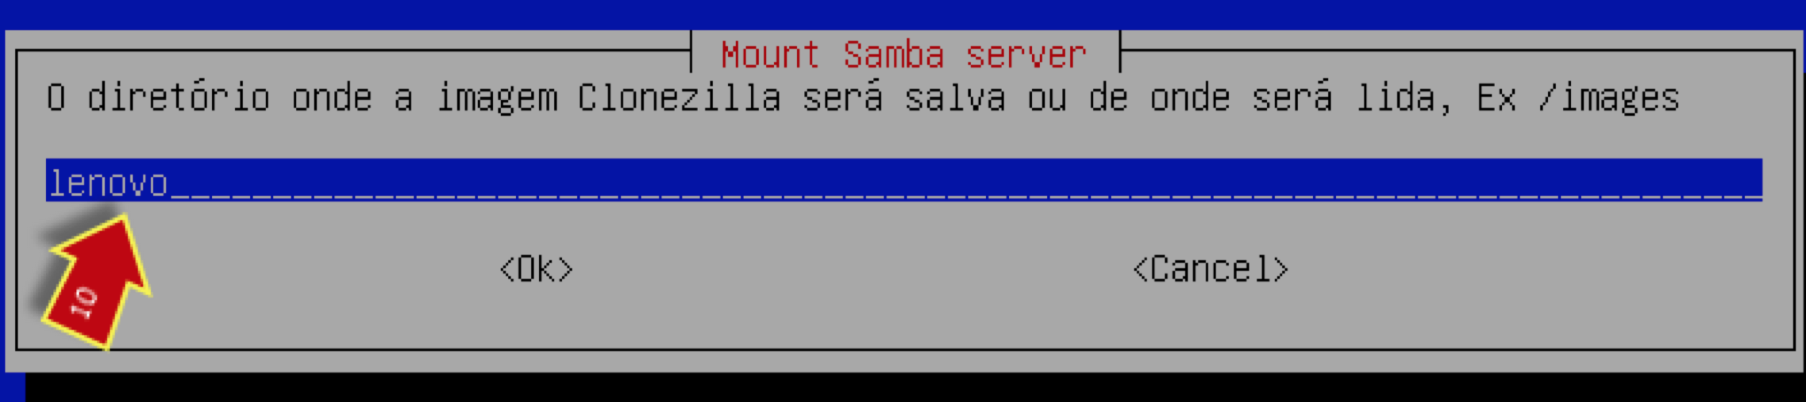 Mount Samba server
O diretório onde a imagem Clonezilla será salva ou de onde será lida, Ex /images
lenovo
<Ok> <Cancel>
10